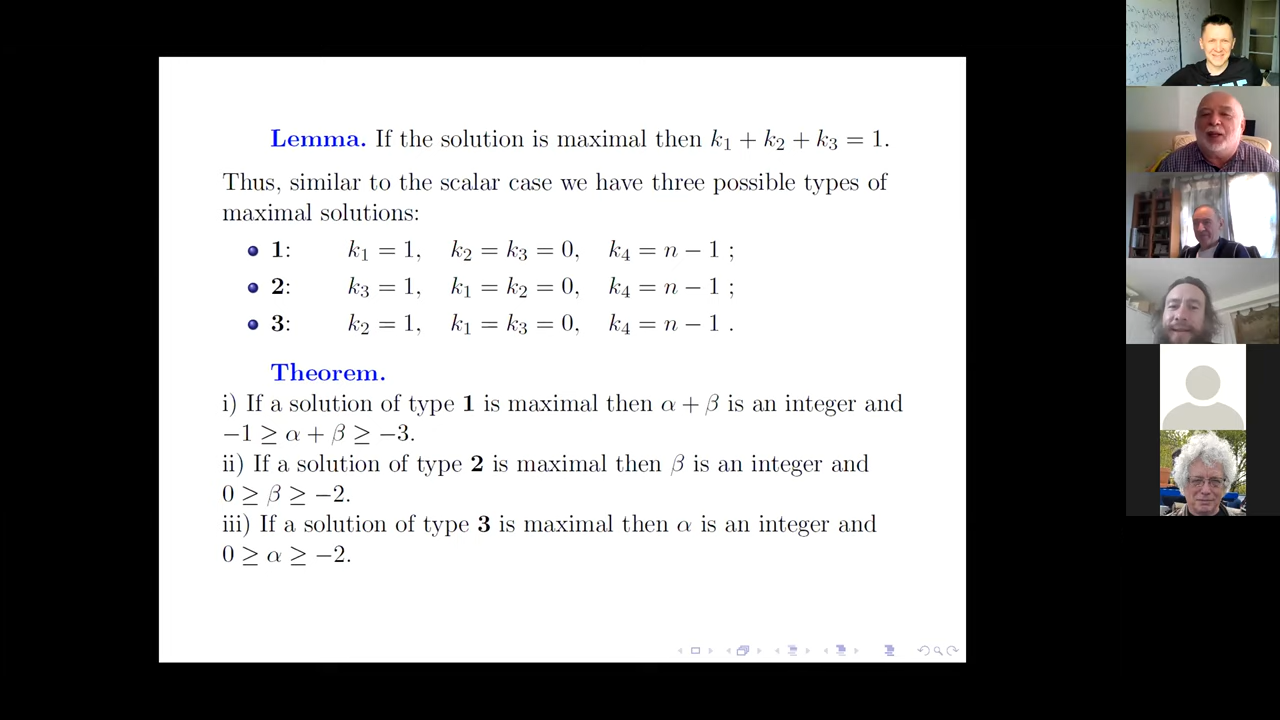 Lemma. If the solution is maximal then k₁ + k₂ + k₃ = 1.
Thus, similar to the scalar case we have three possible types of
maximal solutions:
1: k₁ = 1, k₂ = k₃ = 0, k₄ = n − 1 ;
2: k₃ = 1, k₁ = k₂ = 0, k₄ = n − 1 ;
3: k₂ = 1, k₁ = k₃ = 0, k₄ = n − 1 .
Theorem.
i) If a solution of type 1 is maximal then α + β is an integer and
−1 ≥ α + β ≥ −3.
ii) If a solution of type 2 is maximal then β is an integer and
0 ≥ β ≥ −2.
iii) If a solution of type 3 is maximal then α is an integer and
0 ≥ α ≥ −2.